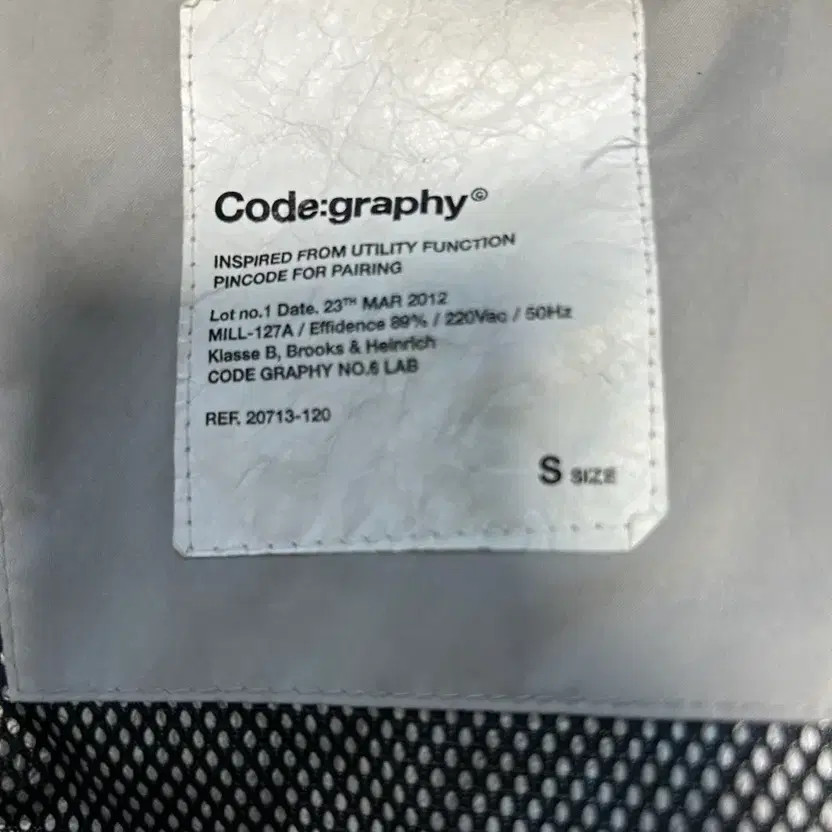 Code:graphy©
INSPIRED FROM UTILITY FUNCTION
PINCODE FOR PAIRING
Lot no.1 Date. 23TH MAR 2012
MILL-127A / Effidence 89% / 220Vac / 50Hz
Klasse B, Brooks & Heinrich
CODE GRAPHY NO.6 LAB
REF. 20713-120
S SIZE